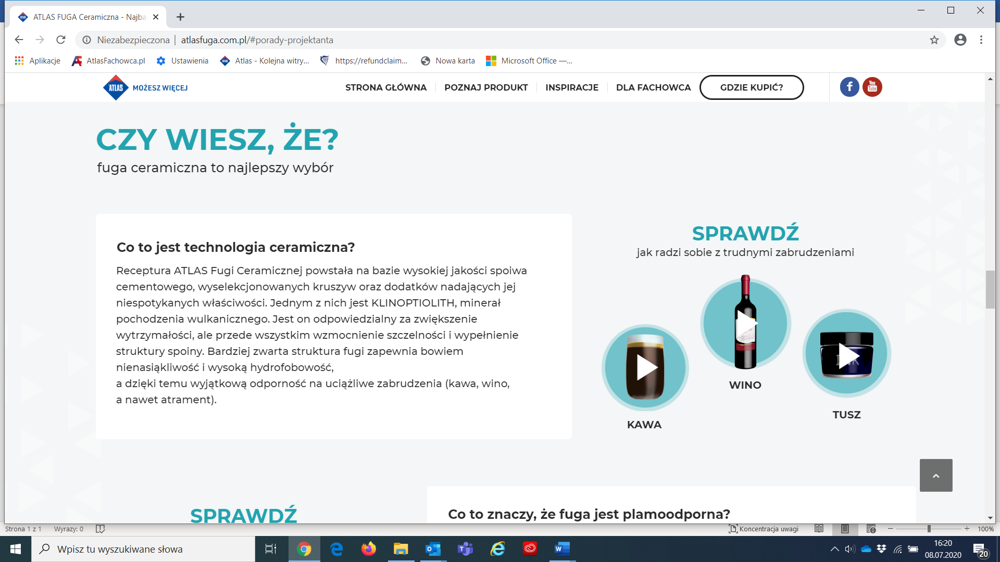 ATLAS FUGA Ceramiczna - Najba
Niezabezpieczona | atlasfuga.com.pl/#porady-projektanta
Aplikacje AtlasFachowca.pl Ustawienia Atlas - Kolejna witry... https://refundclaim... Nowa karta Microsoft Office —...
ATLAS MOŻESZ WIĘCEJ STRONA GŁÓWNA POZNAJ PRODUKT INSPIRACJE DLA FACHOWCA GDZIE KUPIĆ? f You Tube
CZY WIESZ, ŻE?
fuga ceramiczna to najlepszy wybór
Co to jest technologia ceramiczna?
Receptura ATLAS Fugi Ceramicznej powstała na bazie wysokiej jakości spoiwa
cementowego, wyselekcjonowanych kruszyw oraz dodatków nadających jej
niespotykanych właściwości. Jednym z nich jest KLINOPTIOLITH, minerał
pochodzenia wulkanicznego. Jest on odpowiedzialny za zwiększenie
wytrzymałości, ale przede wszystkim wzmocnienie szczelności i wypełnienie
struktury spoiny. Bardziej zwarta struktura fugi zapewnia bowiem
nienasiąkliwość i wysoką hydrofobowość,
a dzięki temu wyjątkową odporność na uciążliwe zabrudzenia (kawa, wino,
a nawet atrament).
SPRAWDŹ
jak radzi sobie z trudnymi zabrudzeniami
KAWA
WINO
INK
TUSZ
SPRAWDŹ
Co to znaczy, że fuga jest plamoodporna?
Strona 1 z 1 Wyrazy: 0 Koncentracja uwagi 100%
Wpisz tu wyszukiwane słowa
16:20
08.07.2020
20